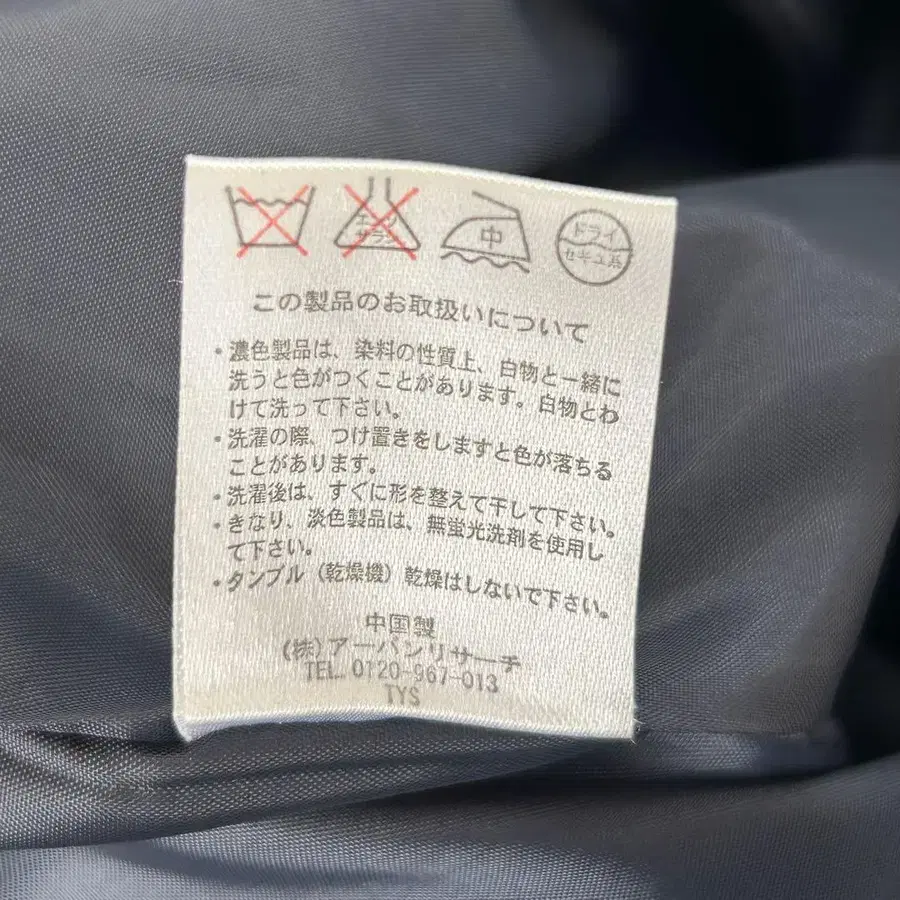 エンソ
サラシ
中
ドライ
セキユ系
この製品のお取扱いについて
・濃色製品は、染料の性質上、白物と一緒に
洗うと色がつくことがあります。白物とわ
けて洗って下さい。
・洗濯の際、つけ置きをしますと色が落ちる
ことがあります。
・洗濯後は、すぐに形を整えて干して下さい。
・きなり、淡色製品は、無蛍光洗剤を使用し
て下さい。
・タンブル（乾燥機）乾燥はしないで下さい。
中国製
(株)アーバンリサーチ
TEL. 0120-967-013
TYS